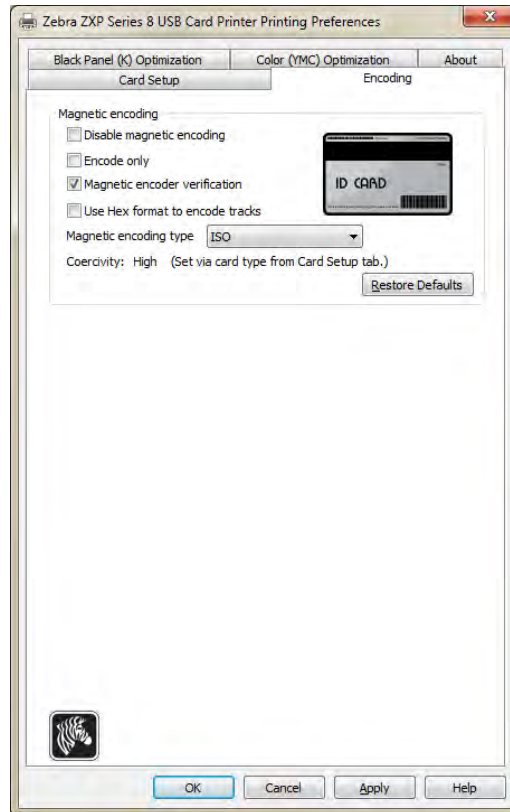 Zebra ZXP Series 8 USB Card Printer Printing Preferences
Black Panel (K) Optimization Color (YMC) Optimization About
Card Setup Encoding
Magnetic encoding
Disable magnetic encoding
Encode only
Magnetic encoder verification
Use Hex format to encode tracks
ID CARD
Magnetic encoding type ISO
Coercivity: High (Set via card type from Card Setup tab.)
Restore Defaults
OK Cancel Apply Help